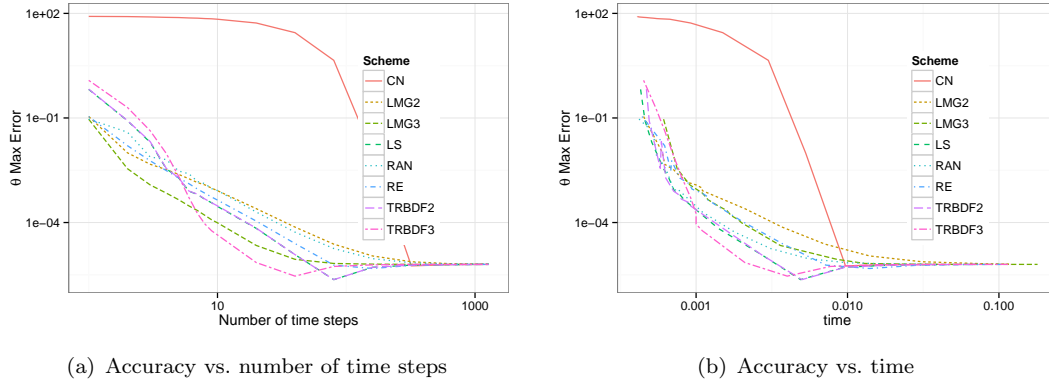 1e+02
1e−01
1e−04
θ Max Error
10
1000
Number of time steps
Scheme
CN
LMG2
LMG3
LS
RAN
RE
TRBDF2
TRBDF3
(a) Accuracy vs. number of time steps
1e+02
1e−01
1e−04
θ Max Error
0.001
0.010
0.100
time
Scheme
CN
LMG2
LMG3
LS
RAN
RE
TRBDF2
TRBDF3
(b) Accuracy vs. time